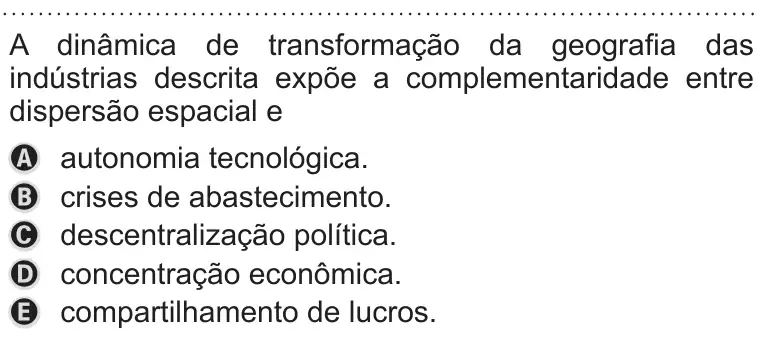 A dinâmica de transformação da geografia das
indústrias descrita expõe a complementaridade entre
dispersão espacial e
A autonomia tecnológica.
B crises de abastecimento.
C descentralização política.
D concentração econômica.
E compartilhamento de lucros.